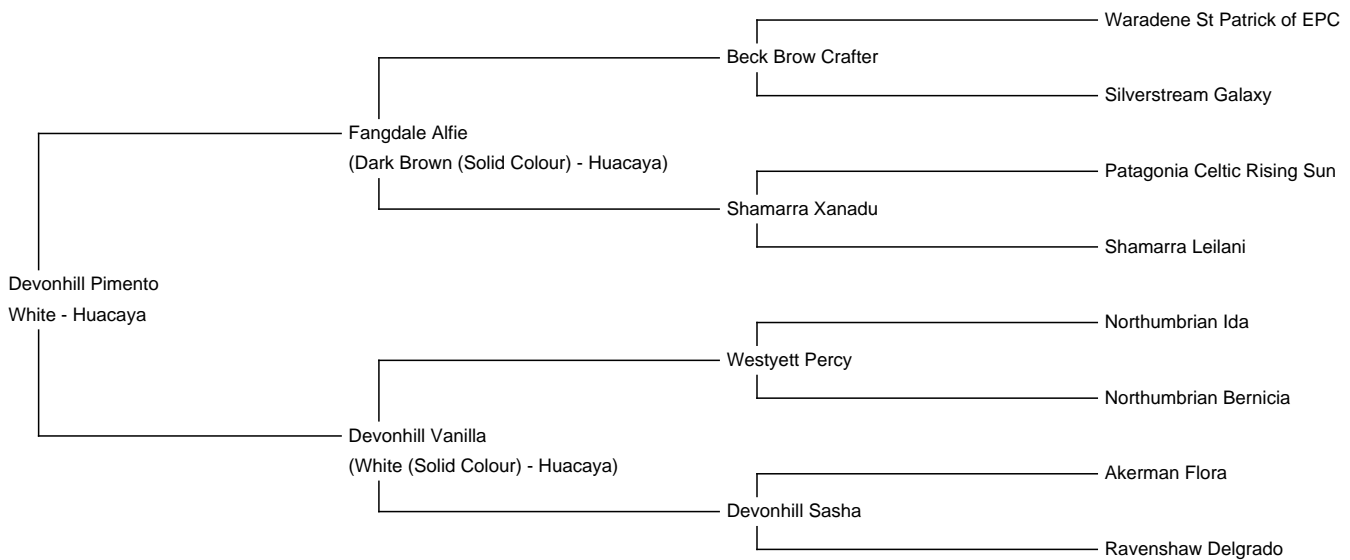 Waradene St Patrick of EPC
Beck Brow Crafter
Silverstream Galaxy
Fangdale Alfie
(Dark Brown (Solid Colour) - Huacaya)
Patagonia Celtic Rising Sun
Shamarra Xanadu
Shamarra Leilani
Devonhill Pimento
White - Huacaya
Northumbrian Ida
Westyett Percy
Northumbrian Bernicia
Devonhill Vanilla
(White (Solid Colour) - Huacaya)
Akerman Flora
Devonhill Sasha
Ravenshaw Delgrado